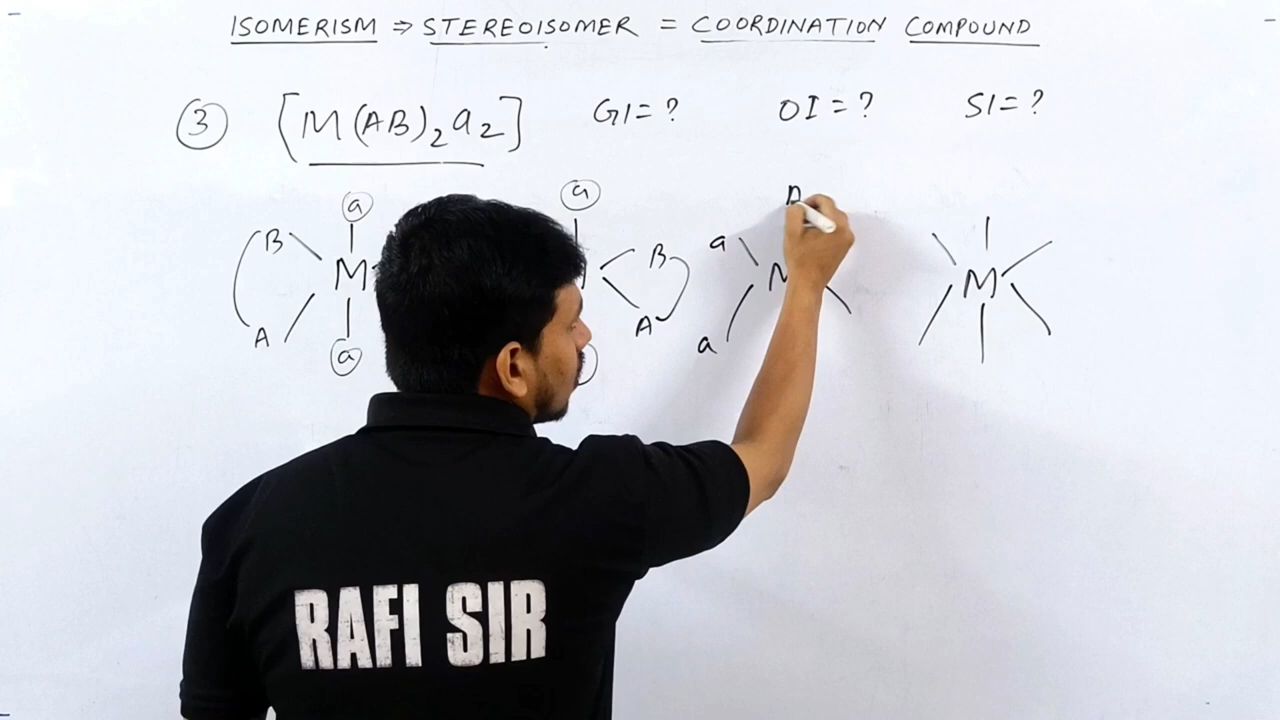 ISOMERISM ⇒ STEREOISOMER = COORDINATION COMPOUND
③ [M(AB)₂a₂] GI = ? OI = ? SI = ?
a a A
B B a
M M M
A A a
a
RAFI SIR